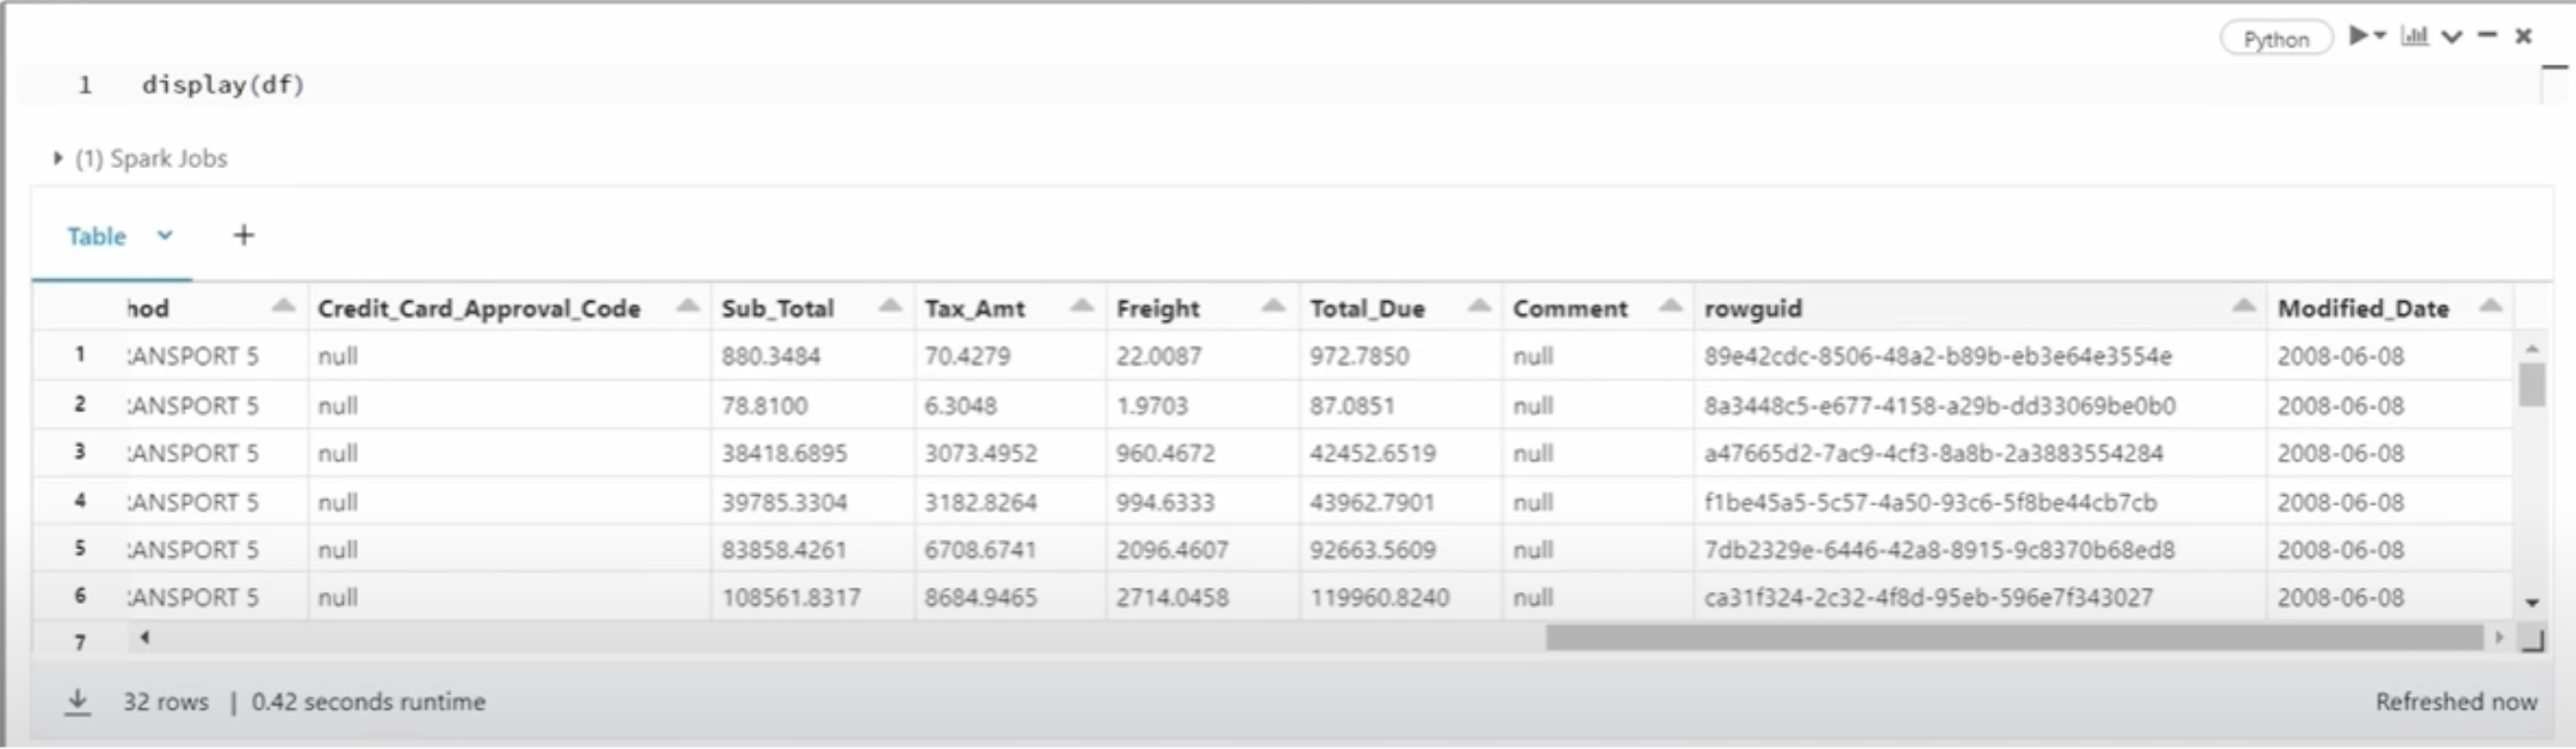 Python
1 display(df)
(1) Spark Jobs
Table +
hod Credit_Card_Approval_Code Sub_Total Tax_Amt Freight Total_Due Comment rowguid Modified_Date
1 ANSPORT 5 null 880.3484 70.4279 22.0087 972.7850 null 89e42cdc-8506-48a2-b89b-eb3e64e3554e 2008-06-08
2 ANSPORT 5 null 78.8100 6.3048 1.9703 87.0851 null 8a3448c5-e677-4158-a29b-dd33069be0b0 2008-06-08
3 ANSPORT 5 null 38418.6895 3073.4952 960.4672 42452.6519 null a47665d2-7ac9-4cf3-8a8b-2a3883554284 2008-06-08
4 ANSPORT 5 null 39785.3304 3182.8264 994.6333 43962.7901 null f1be45a5-5c57-4a50-93c6-5f8be44cb7cb 2008-06-08
5 ANSPORT 5 null 83858.4261 6708.6741 2096.4607 92663.5609 null 7db2329e-6446-42a8-8915-9c8370b68ed8 2008-06-08
6 ANSPORT 5 null 108561.8317 8684.9465 2714.0458 119960.8240 null ca31f324-2c32-4f8d-95eb-596e7f343027 2008-06-08
7
32 rows | 0.42 seconds runtime Refreshed now